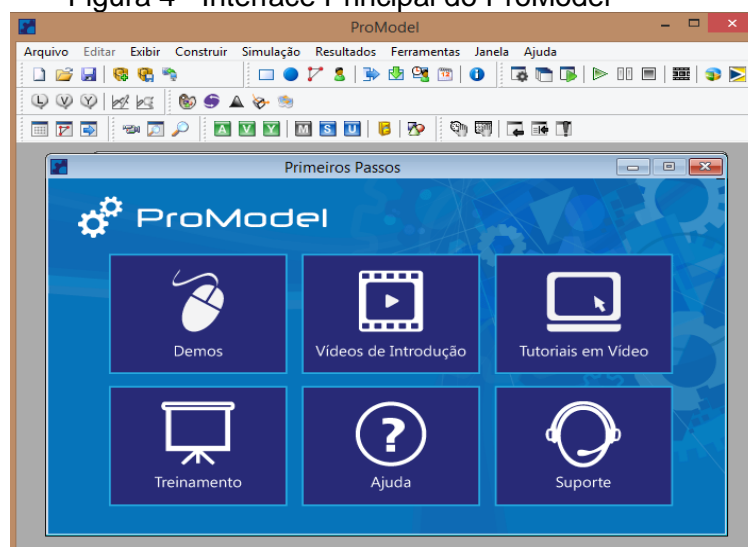 Figura 4 - Interface Principal do ProModel
ProModel
Arquivo Editar Exibir Construir Simulação Resultados Ferramentas Janela Ajuda
L V Y
A V Y M S U
Primeiros Passos
ProModel
Demos
Vídeos de Introdução
Tutoriais em Vídeo
Treinamento
Ajuda
Suporte